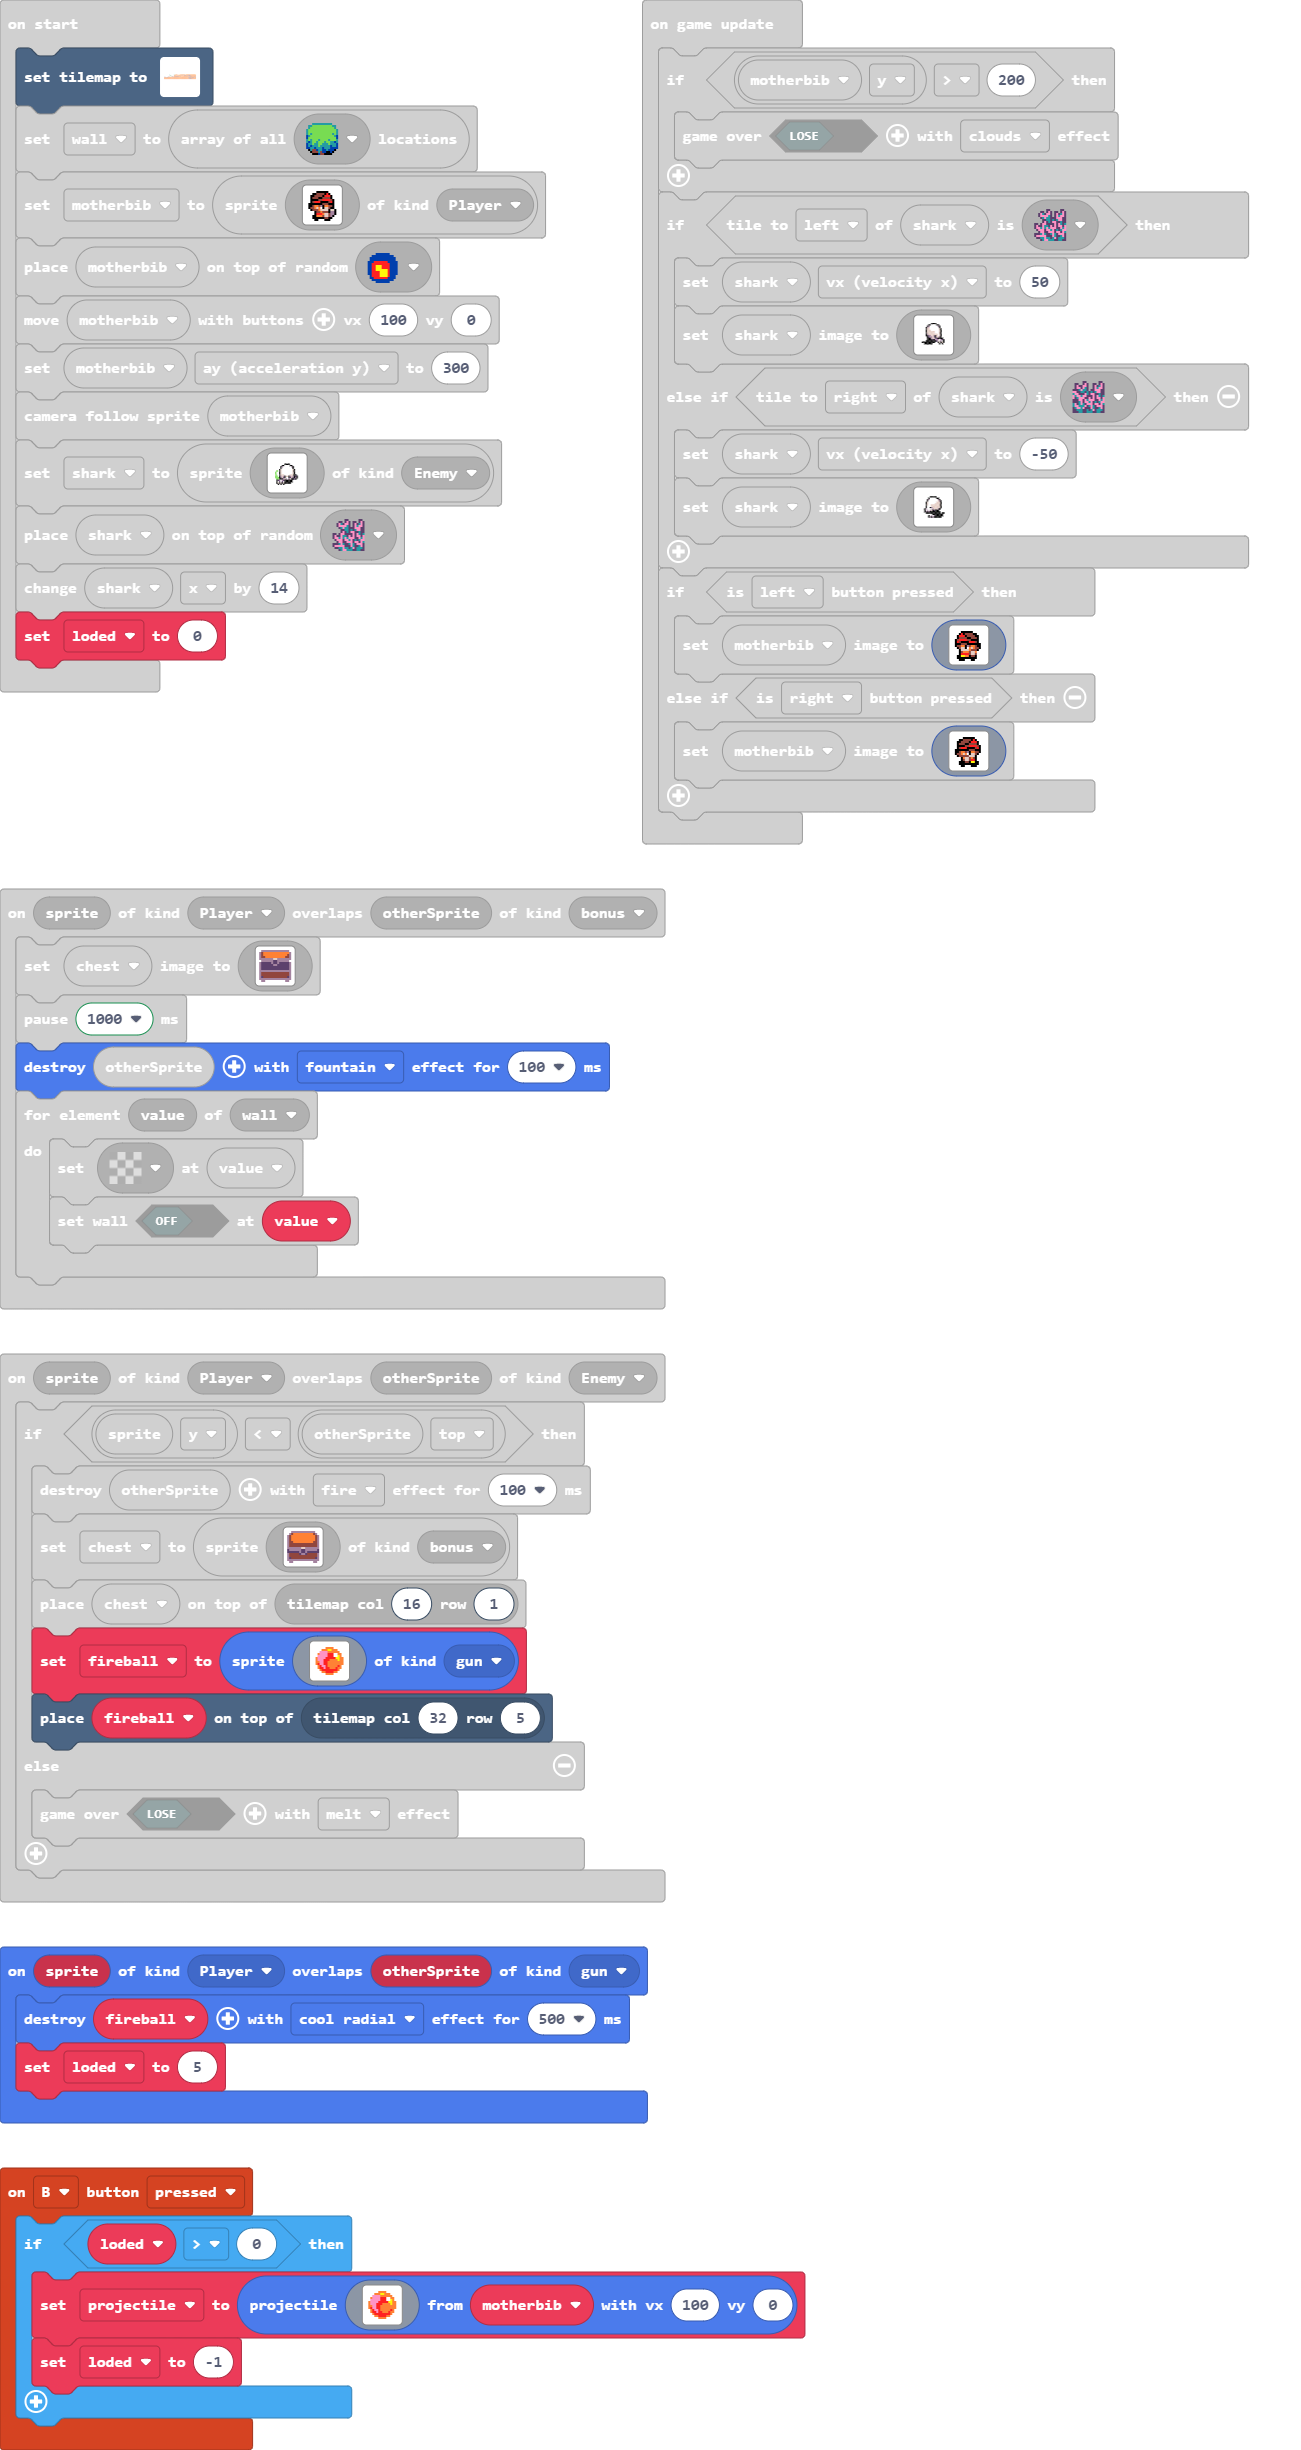 on start
set tilemap to
set wall to array of all locations
set motherbib to sprite of kind Player
place motherbib on top of random
move motherbib with buttons vx 100 vy 0
set motherbib ay (acceleration y) to 300
camera follow sprite motherbib
set shark to sprite of kind Enemy
place shark on top of random
change shark x by 14
set loded to 0
on game update
if motherbib y > 200 then
game over LOSE with clouds effect
if tile to left of shark is then
set shark vx (velocity x) to 50
set shark image to
else if tile to right of shark is then
set shark vx (velocity x) to -50
set shark image to
if is left button pressed then
set motherbib image to
else if is right button pressed then
set motherbib image to
on sprite of kind Player overlaps otherSprite of kind bonus
set chest image to
pause 1000 ms
destroy otherSprite with fountain effect for 100 ms
for element value of wall
do
set at value
set wall OFF at value
on sprite of kind Player overlaps otherSprite of kind Enemy
if sprite y < otherSprite top then
destroy otherSprite with fire effect for 100 ms
set chest to sprite of kind bonus
place chest on top of tilemap col 16 row 1
set fireball to sprite of kind gun
place fireball on top of tilemap col 32 row 5
else
game over LOSE with melt effect
on sprite of kind Player overlaps otherSprite of kind gun
destroy fireball with cool radial effect for 500 ms
set loded to 5
on B button pressed
if loded > 0 then
set projectile to projectile from motherbib with vx 100 vy 0
set loded to -1